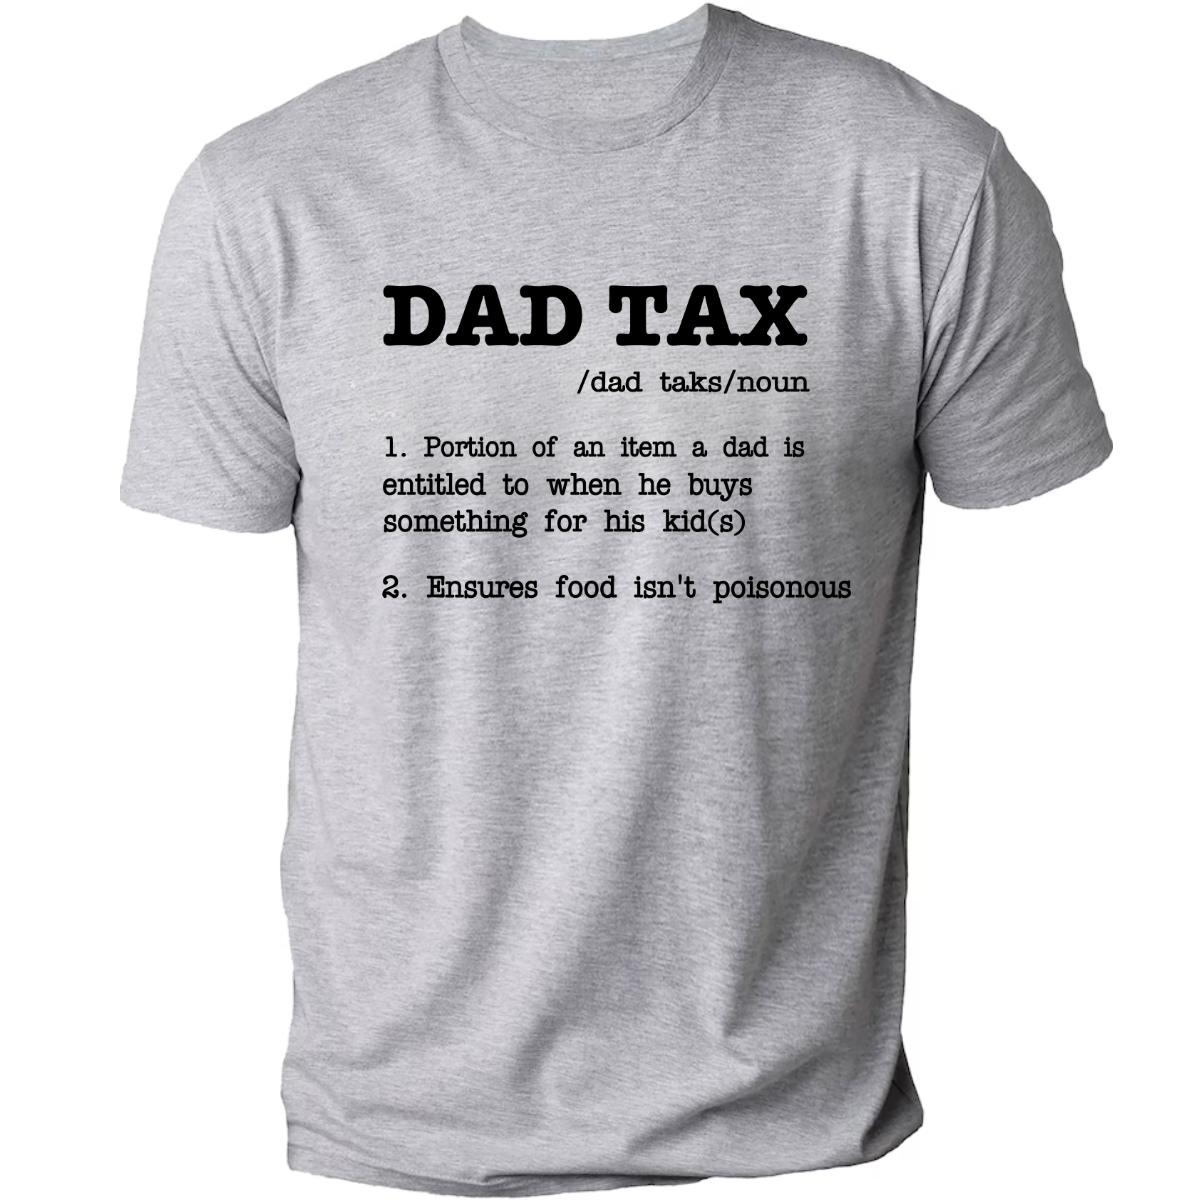 DAD TAX
/dad taks/noun
1. Portion of an item a dad is
entitled to when he buys
something for his kid(s)
2. Ensures food isn't poisonous